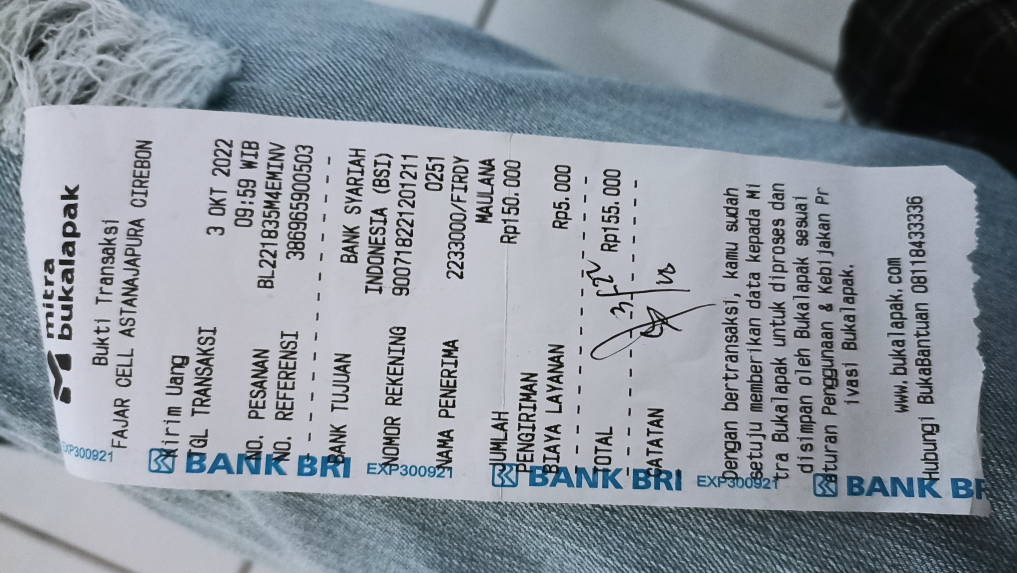 mitra
bukalapak
Bukti Transaksi
FAJAR CELL ASTANAJAPURA CIREBON
Kirim Uang
TGL TRANSAKSI 3 OKT 2022
09:59 WIB
NO. PESANAN BL221835M4EMINV
NO. REFERENSI 386965900503
BANK TUJUAN BANK SYARIAH
INDONESIA (BSI)
NOMOR REKENING 900718221201211
0251
NAMA PENERIMA 2233000/FIRDY
MAULANA
JUMLAH Rp150.000
PENGIRIMAN
BIAYA LAYANAN Rp5.000
TOTAL Rp155.000
CATATAN
Dengan bertransaksi, kamu sudah
setuju memberikan data kepada Mi
tra Bukalapak untuk diproses dan
disimpan oleh Bukalapak sesuai
Aturan Penggunaan & Kebijakan Pr
ivasi Bukalapak.
www.bukalapak.com
Hubungi BukaBantuan 08118433336
EXP300921
BANK BRI
EXP300921
BANK BRI
EXP300921
BANK BR